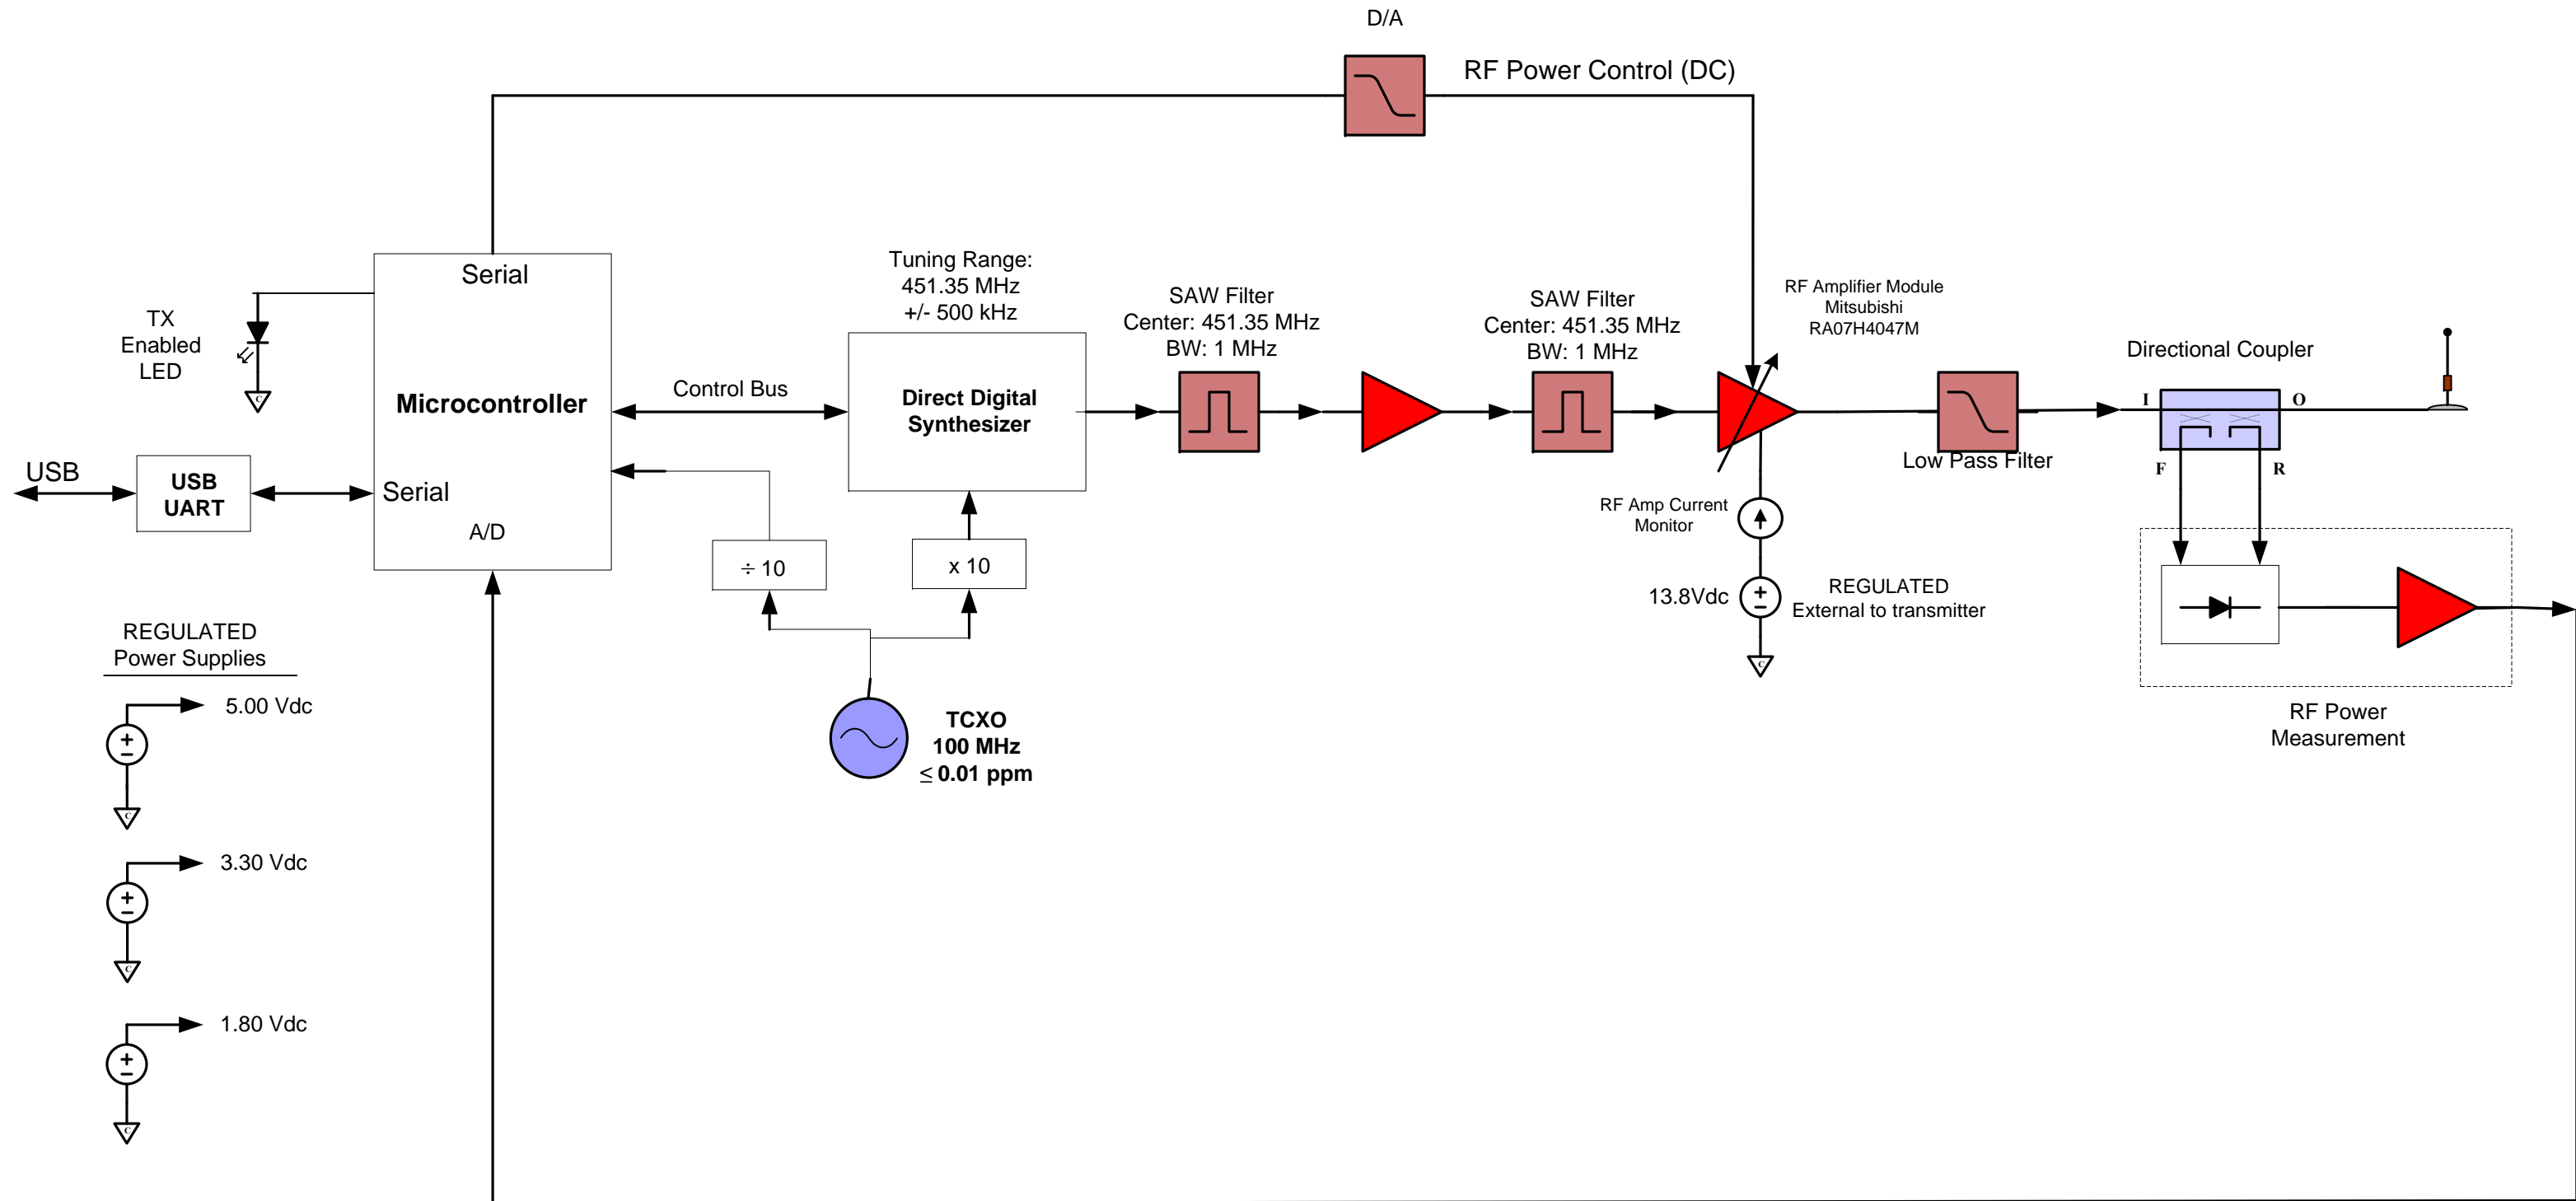 D/A
RF Power Control (DC)
Serial
TX
Enabled
LED
Microcontroller
Control Bus
Tuning Range:
451.35 MHz
+/- 500 kHz
Direct Digital
Synthesizer
SAW Filter
Center: 451.35 MHz
BW: 1 MHz
SAW Filter
Center: 451.35 MHz
BW: 1 MHz
RF Amplifier Module
Mitsubishi
RA07H4047M
Low Pass Filter
Directional Coupler
I
O
F
R
USB
USB
UART
Serial
A/D
÷ 10
x 10
RF Amp Current
Monitor
13.8Vdc
REGULATED
External to transmitter
C
C
TCXO
100 MHz
≤ 0.01 ppm
RF Power
Measurement
REGULATED
Power Supplies
5.00 Vdc
C
3.30 Vdc
C
1.80 Vdc
C